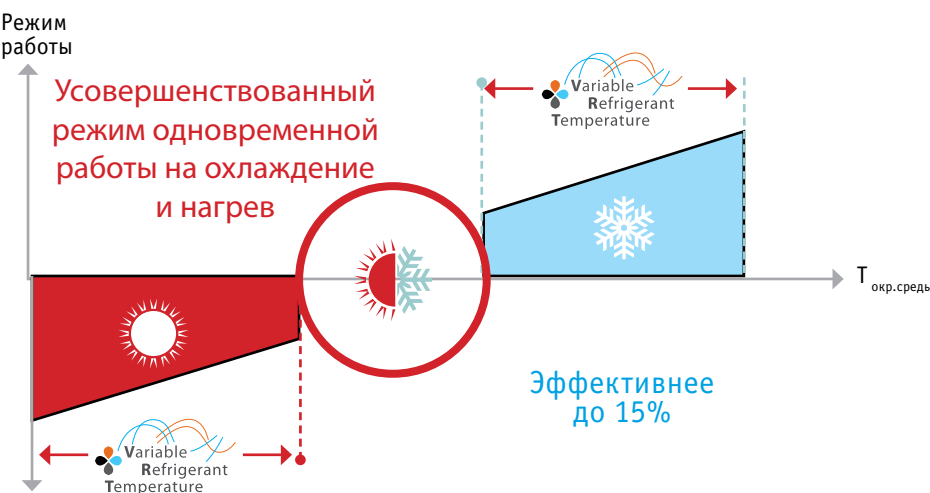 Режим
работы
Усовершенствованный
режим одновременной
работы на охлаждение
и нагрев
Variable
Refrigerant
Temperature
T окр.средь
Эффективнее
до 15%
Variable
Refrigerant
Temperature